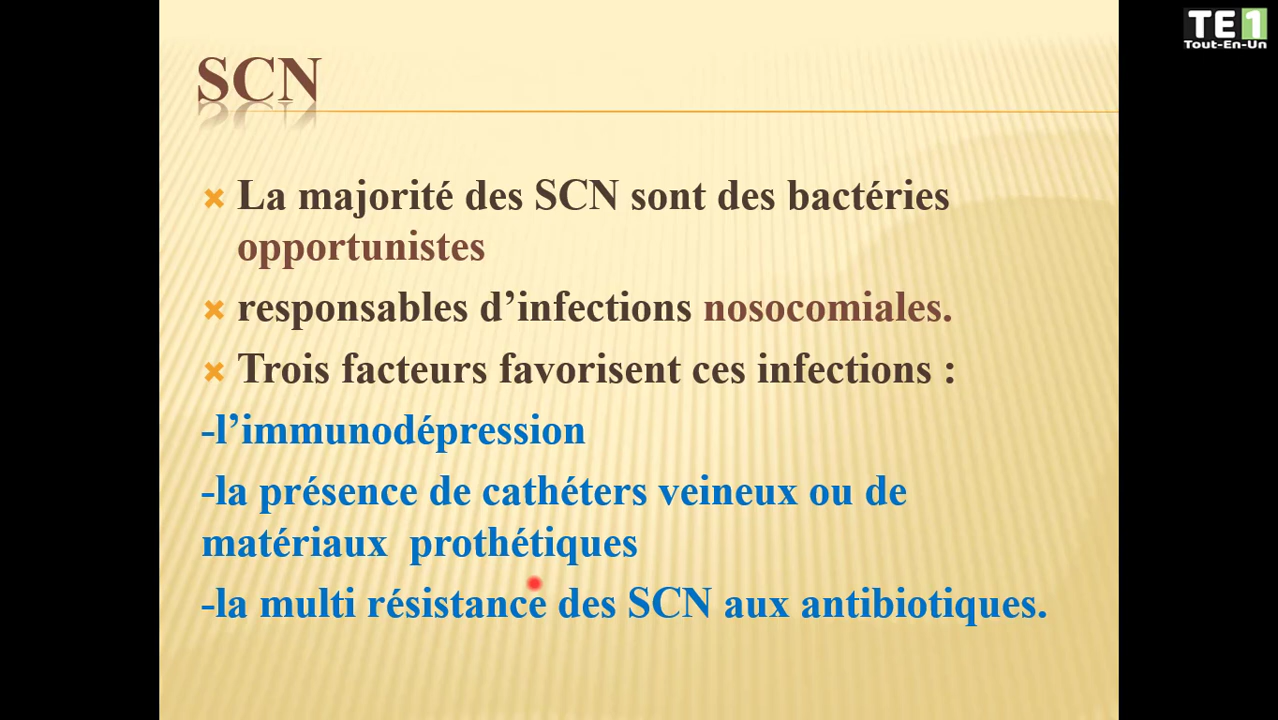 TE1
Tout-En-Un
SCN
La majorité des SCN sont des bactéries
opportunistes
responsables d’infections nosocomiales.
Trois facteurs favorisent ces infections :
-l’immunodépression
-la présence de cathéters veineux ou de
matériaux prothétiques
-la multi résistance des SCN aux antibiotiques.